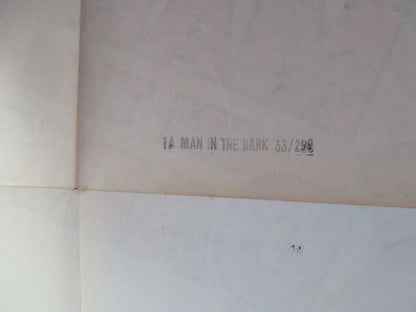 1A MAN IN THE DARK 53/298